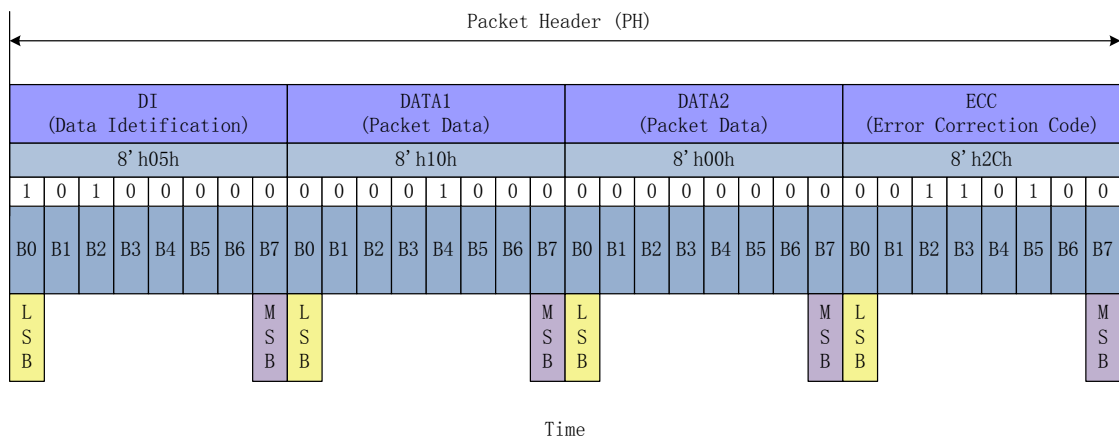 Packet Header (PH)
DI DATA1 DATA2 ECC
(Data Idetification) (Packet Data) (Packet Data) (Error Correction Code)
8'h05h 8'h10h 8'h00h 8'h2Ch
1 0 1 0 0 0 0 0 0 0 0 0 1 0 0 0 0 0 0 0 0 0 0 0 0 0 1 1 0 1 0 0
B0 B1 B2 B3 B4 B5 B6 B7 B0 B1 B2 B3 B4 B5 B6 B7 B0 B1 B2 B3 B4 B5 B6 B7 B0 B1 B2 B3 B4 B5 B6 B7
L M L M L M L M
S S S S S S S S
B B B B B B B B
Time